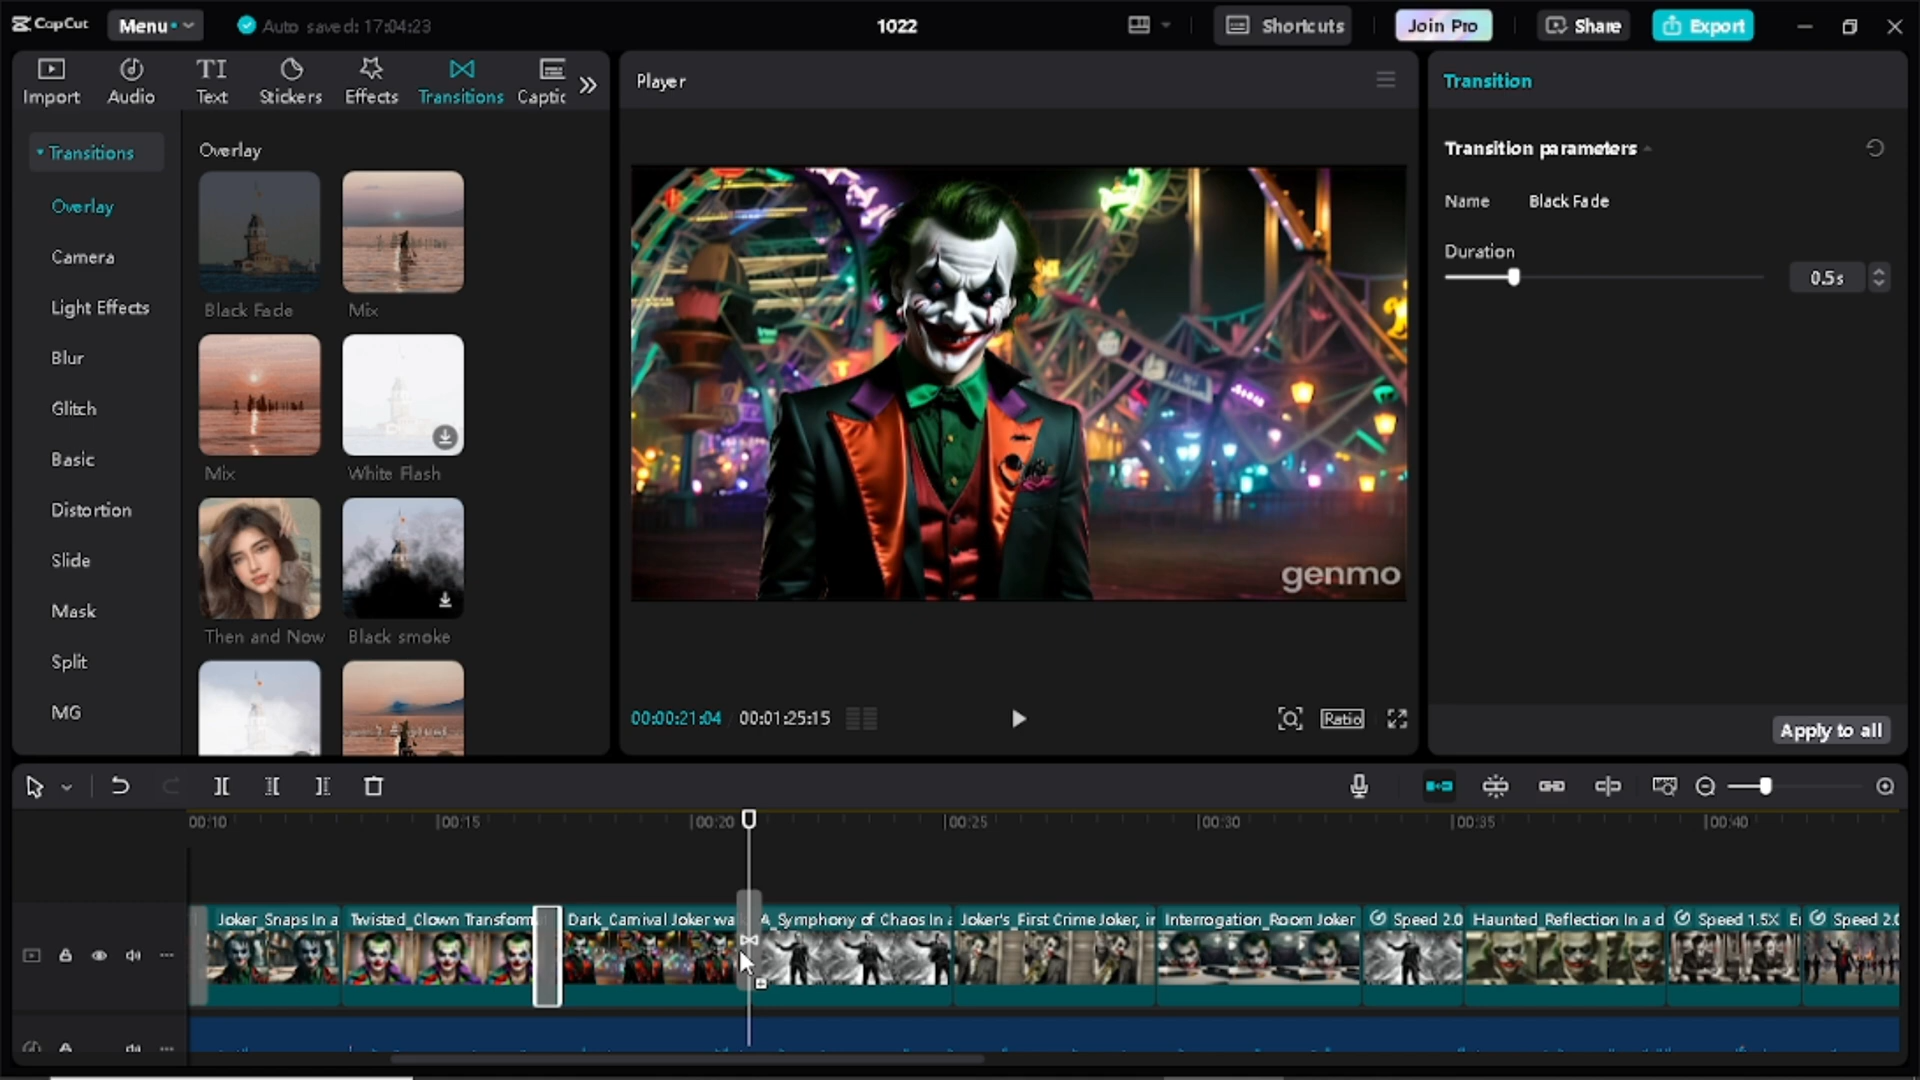 CapCut
Menu
Auto saved: 17:04:23
1022
Shortcuts
Join Pro
Share
Export
Import
Audio
TI
Text
Stickers
Effects
Transitions
Captic
Transitions
Overlay
Camera
Light Effects
Blur
Glitch
Basic
Distortion
Slide
Mask
Split
MG
Overlay
Black Fade
Mix
Mix
White Flash
Then and Now
Black smoke
Player
genmo
00:00:21:04
00:01:25:15
Ratio
Transition
Transition parameters
Name Black Fade
Duration
0.5s
Apply to all
00:10
00:15
00:20
00:25
00:30
00:35
00:40
Joker_Snaps In a
Twisted_Clown Transform
Dark_Carnival Joker wa
A_Symphony of Chaos In a
Joker's_First Crime Joker, in
Interrogation_Room Joker
Speed 2.0
Haunted_Reflection In a d
Speed 1.5X
Speed 2.0